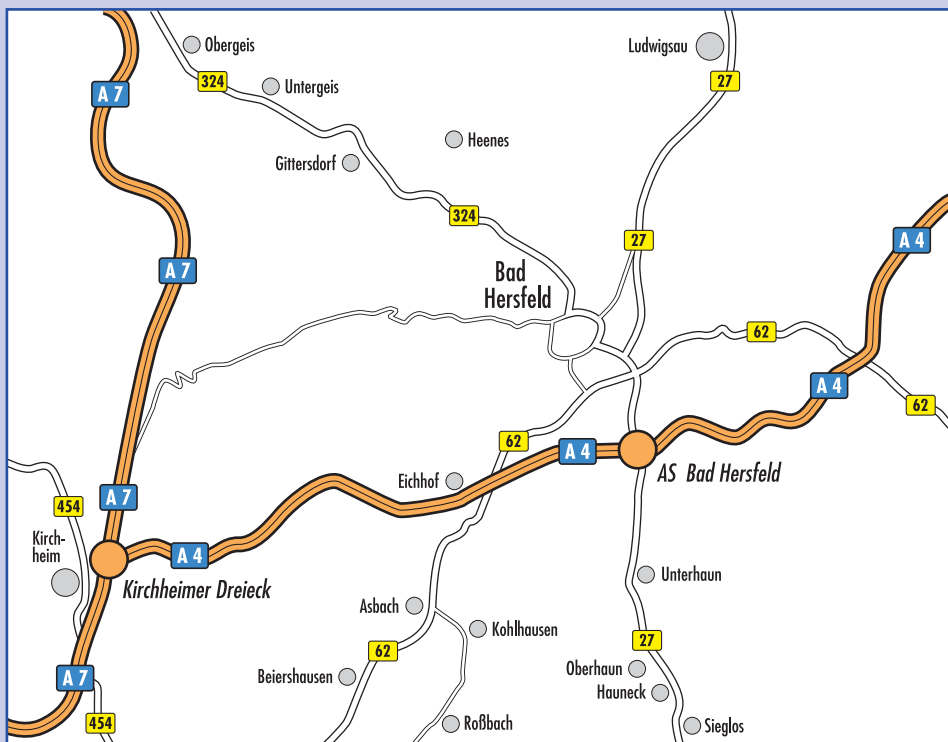 Obergeis
Ludwigsau
324
27
Untergeis
A 7
Heenes
Gittersdorf
324
27
A 4
A 7
Bad
Hersfeld
62
A 4
62
62
A 4
AS Bad Hersfeld
Eichhof
A 7
454
Kirch-
heim
A 4
Kirchheimer Dreieck
Unterhaun
Asbach
Kohlhausen
27
62
Oberhaun
Beiershausen
A 7
Hauneck
454
Roßbach
Sieglos